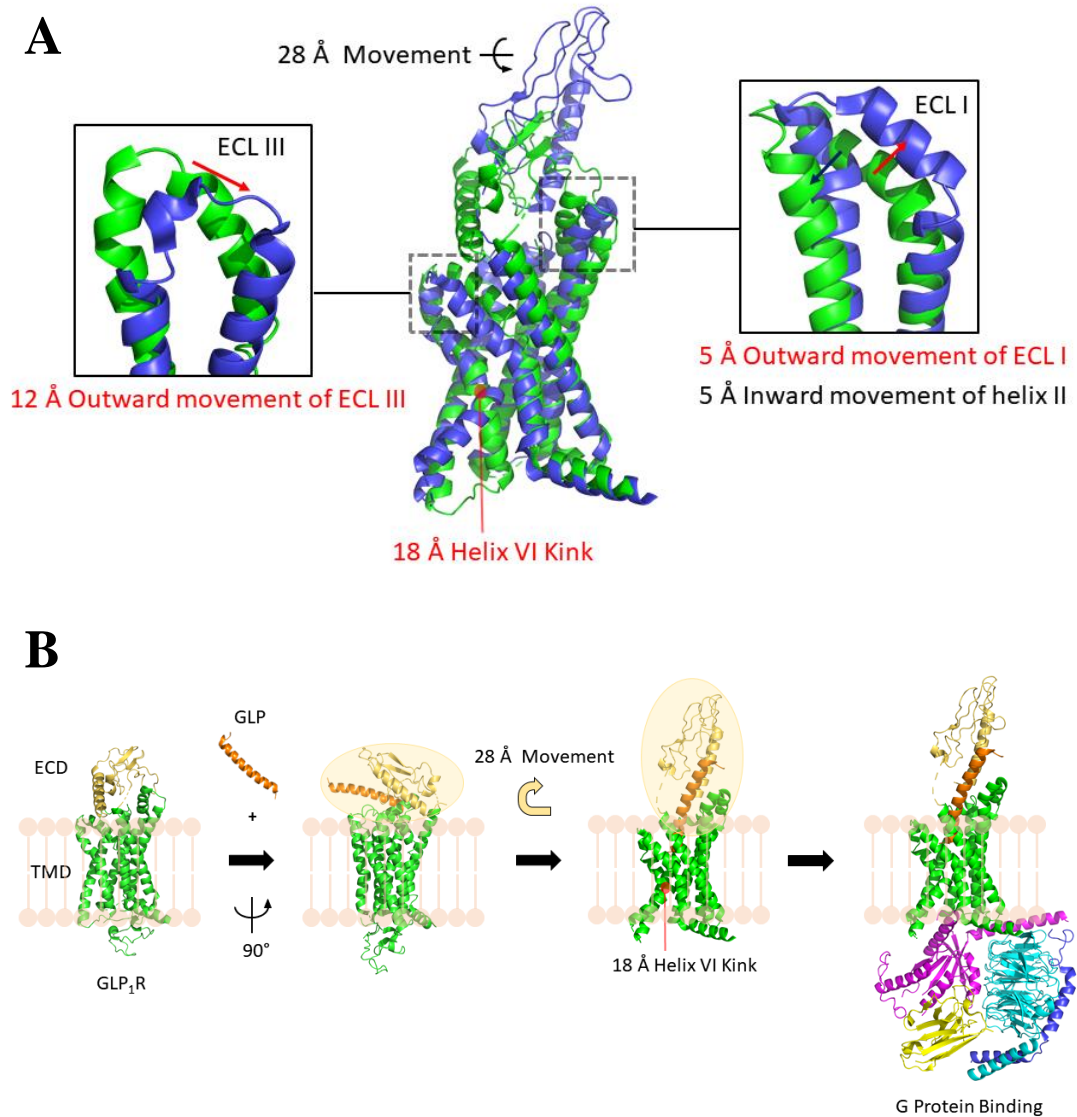 A
28 Å Movement
ECL III
ECL I
12 Å Outward movement of ECL III
5 Å Outward movement of ECL I
5 Å Inward movement of helix II
18 Å Helix VI Kink
B
GLP
ECD
28 Å Movement
+
TMD
90°
18 Å Helix VI Kink
GLP₁R
G Protein Binding